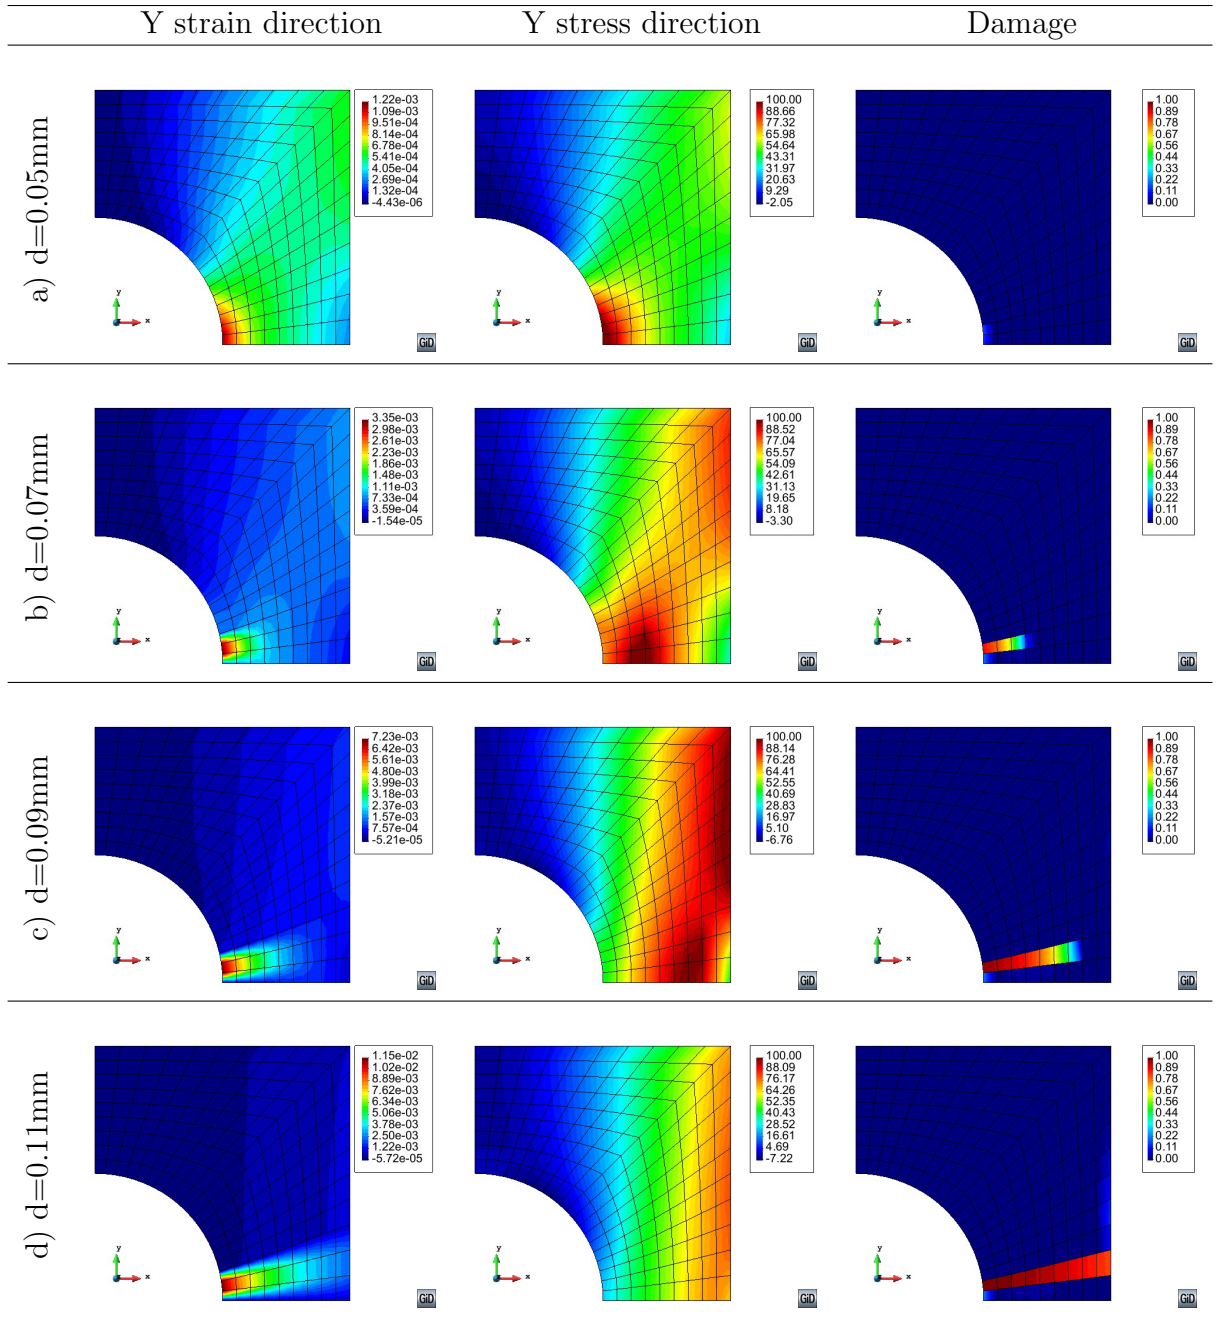 Y strain direction Y stress direction Damage
a) d=0.05mm
1.22e-03
1.09e-03
9.51e-04
8.14e-04
6.78e-04
5.41e-04
4.05e-04
2.69e-04
1.32e-04
-4.43e-06
y
x
GiD
100.00
88.66
77.32
65.98
54.64
43.31
31.97
20.63
9.29
-2.05
y
x
GiD
1.00
0.89
0.78
0.67
0.56
0.44
0.33
0.22
0.11
0.00
y
x
GiD
b) d=0.07mm
3.35e-03
2.98e-03
2.61e-03
2.23e-03
1.86e-03
1.48e-03
1.11e-03
7.33e-04
3.59e-04
-1.54e-05
y
x
GiD
100.00
88.52
77.04
65.57
54.09
42.61
31.13
19.65
8.18
-3.30
y
x
GiD
1.00
0.89
0.78
0.67
0.56
0.44
0.33
0.22
0.11
0.00
y
x
GiD
c) d=0.09mm
7.23e-03
6.42e-03
5.61e-03
4.80e-03
3.99e-03
3.18e-03
2.37e-03
1.57e-03
7.57e-04
-5.21e-05
y
x
GiD
100.00
88.14
76.28
64.41
52.55
40.69
28.83
16.97
5.10
-6.76
y
x
GiD
1.00
0.89
0.78
0.67
0.56
0.44
0.33
0.22
0.11
0.00
y
x
GiD
d) d=0.11mm
1.15e-02
1.02e-02
8.89e-03
7.62e-03
6.34e-03
5.06e-03
3.78e-03
2.50e-03
1.22e-03
-5.72e-05
y
x
GiD
100.00
88.09
76.17
64.26
52.35
40.43
28.52
16.61
4.69
-7.22
y
x
GiD
1.00
0.89
0.78
0.67
0.56
0.44
0.33
0.22
0.11
0.00
y
x
GiD